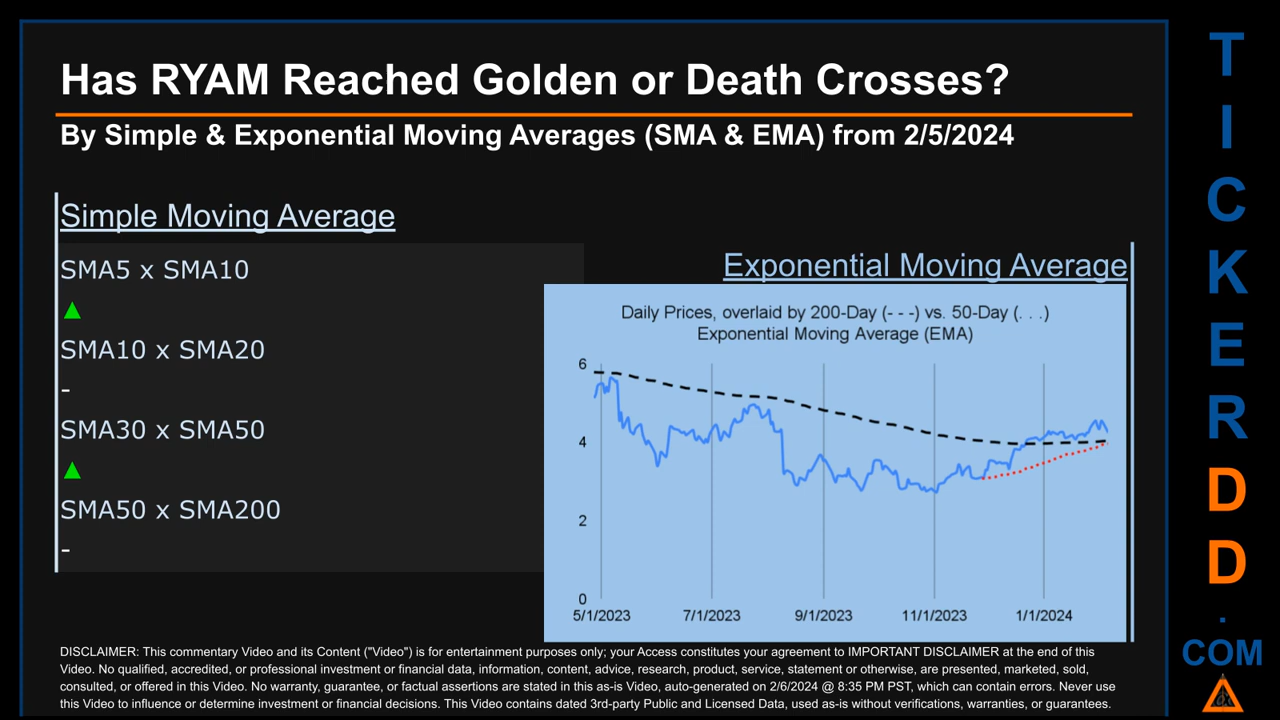 Has RYAM Reached Golden or Death Crosses?
By Simple & Exponential Moving Averages (SMA & EMA) from 2/5/2024
Simple Moving Average
SMA5 x SMA10
▲
SMA10 x SMA20
-
SMA30 x SMA50
▲
SMA50 x SMA200
-
Exponential Moving Average
Daily Prices, overlaid by 200-Day (- - -) vs. 50-Day (. . .)
Exponential Moving Average (EMA)
6
4
2
0
5/1/2023 7/1/2023 9/1/2023 11/1/2023 1/1/2024
DISCLAIMER: This commentary Video and its Content ("Video") is for entertainment purposes only; your Access constitutes your agreement to IMPORTANT DISCLAIMER at the end of this
Video. No qualified, accredited, or professional investment or financial data, information, content, advice, research, product, service, statement or otherwise, are presented, marketed, sold,
consulted, or offered in this Video. No warranty, guarantee, or factual assertions are stated in this as-is Video, auto-generated on 2/6/2024 @ 8:35 PM PST, which can contain errors. Never use
this Video to influence or determine investment or financial decisions. This Video contains dated 3rd-party Public and Licensed Data, used as-is without verifications, warranties, or guarantees.
T
I
C
K
E
R
D
D
.
COM